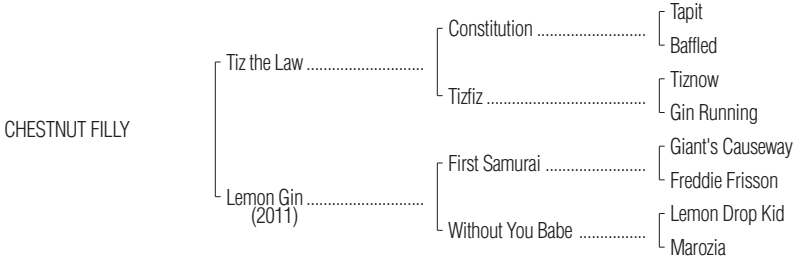 Tapit
Constitution ..........................
Baffled
Tiz the Law ............................
Tiznow
Tizfiz ......................................
Gin Running
CHESTNUT FILLY
Giant's Causeway
First Samurai ........................
Freddie Frisson
Lemon Gin ............................
(2011)
Lemon Drop Kid
Without You Babe ................
Marozia